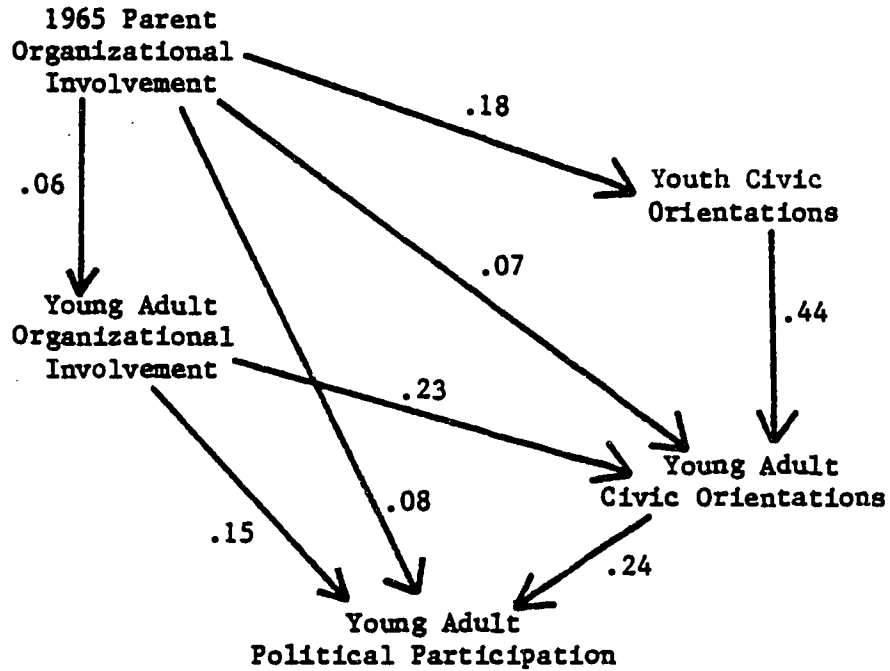 1965 Parent
Organizational
Involvement
.18
.06
Youth Civic
Orientations
.07
Young Adult
Organizational
Involvement
.44
.23
Young Adult
Civic Orientations
.08
.15
.24
Young Adult
Political Participation